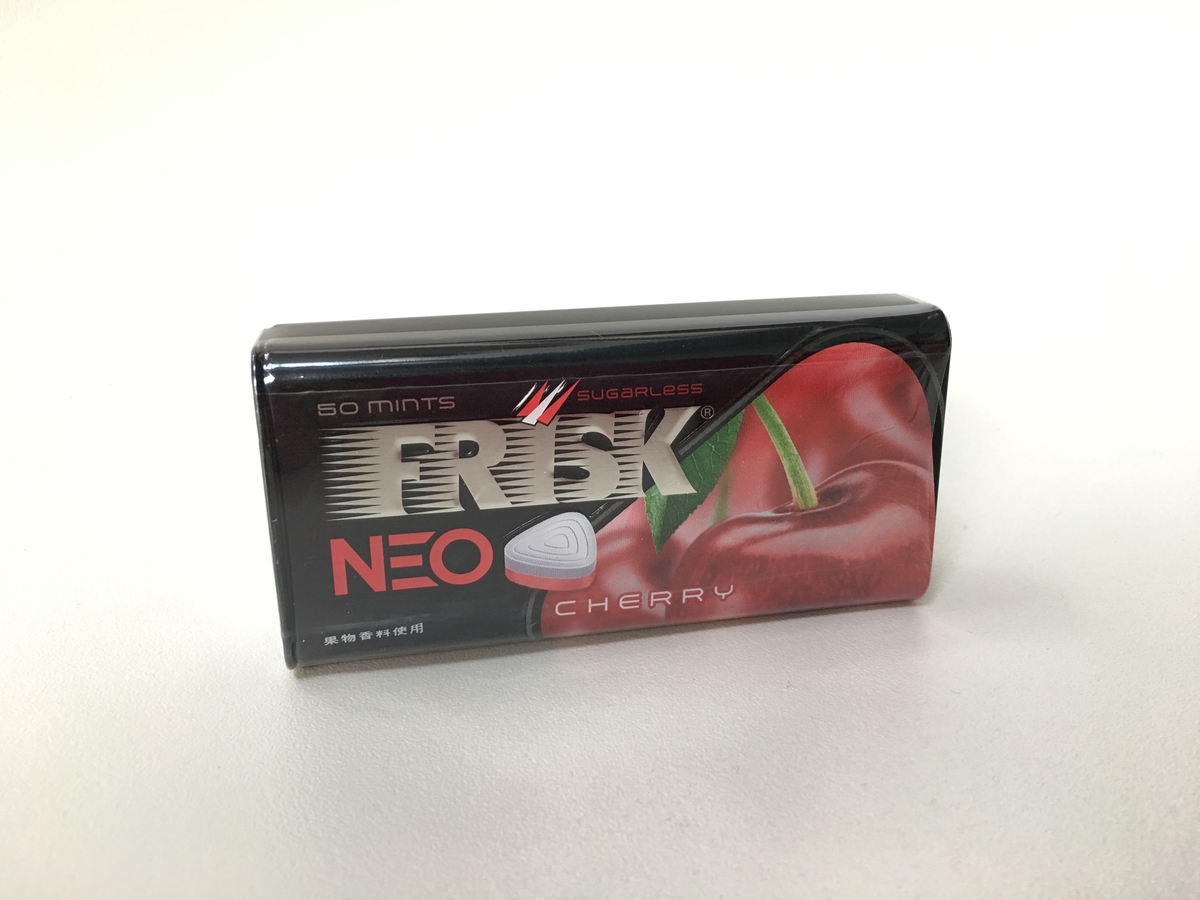 50 MINTS
SUGARLESS
FRISK®
NEO
CHERRY
果物香料使用